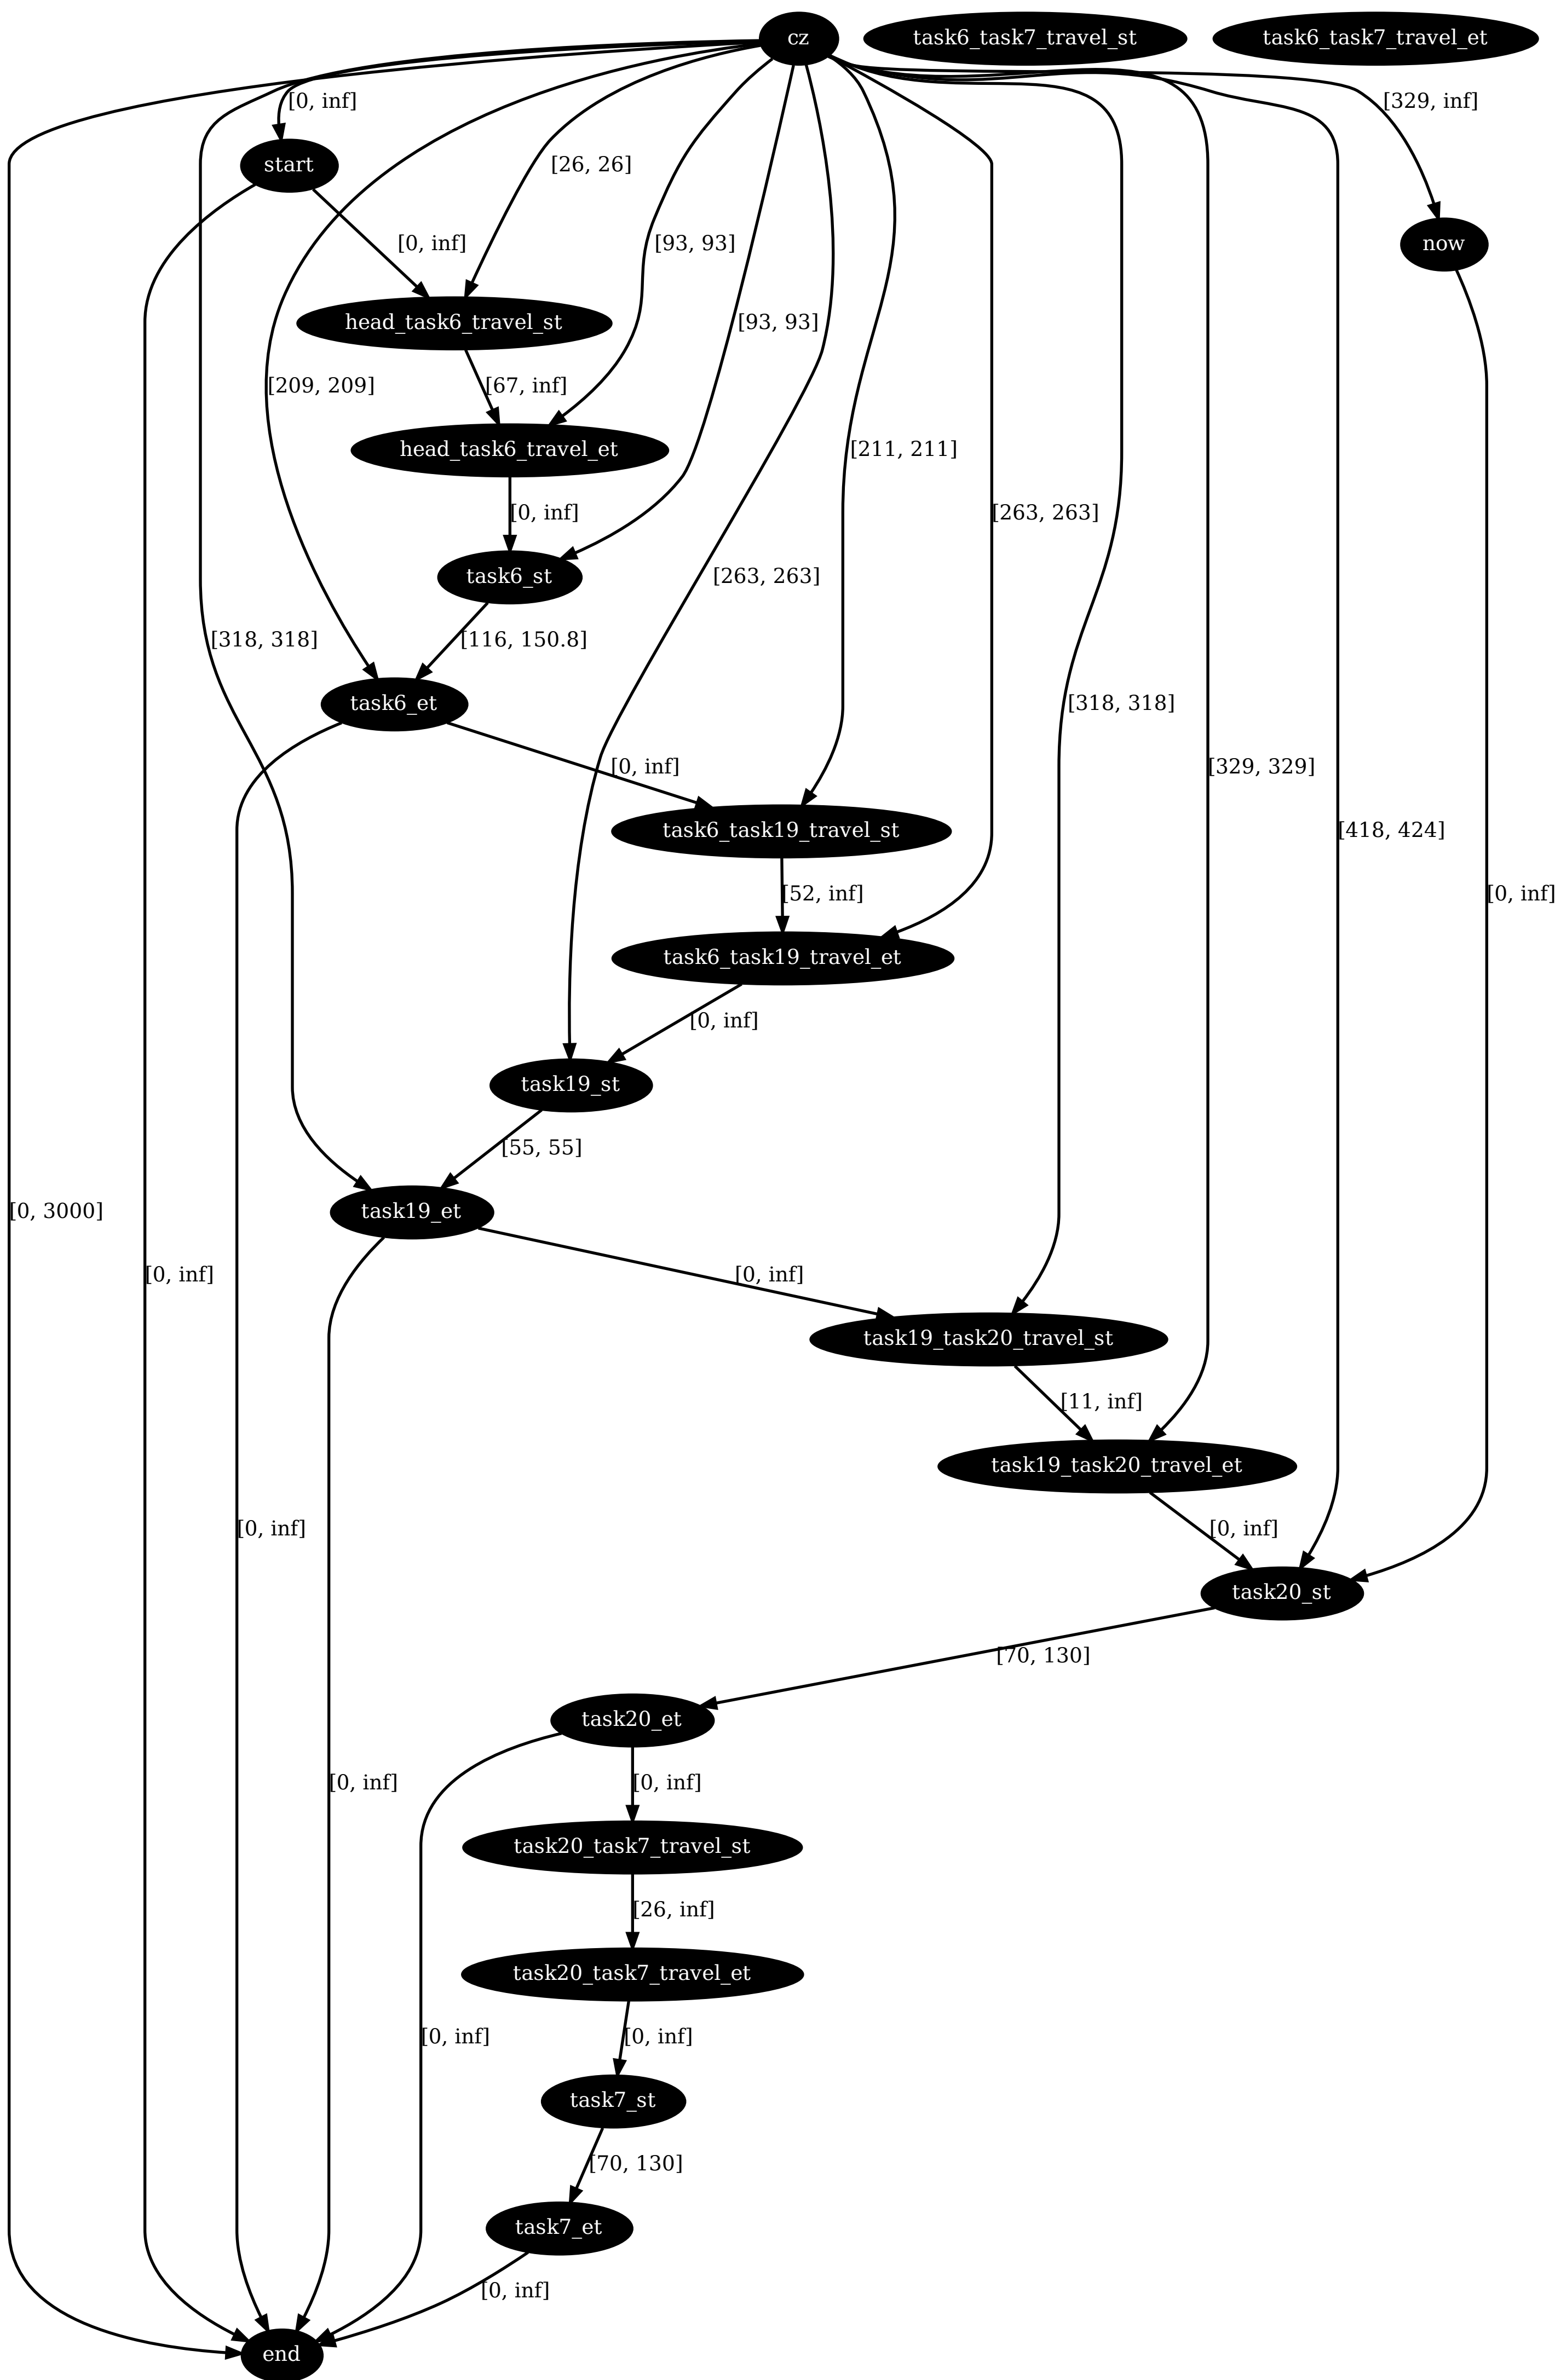 cz
task6_task7_travel_st
task6_task7_travel_et
[0, inf]
[329, inf]
start
[26, 26]
[0, inf]
[93, 93]
now
head_task6_travel_st
[93, 93]
[209, 209]
[67, inf]
head_task6_travel_et
[211, 211]
[0, inf]
[263, 263]
task6_st
[263, 263]
[318, 318]
[116, 150.8]
task6_et
[318, 318]
[0, inf]
[329, 329]
task6_task19_travel_st
[418, 424]
[52, inf]
[0, inf]
task6_task19_travel_et
[0, inf]
task19_st
[55, 55]
[0, 3000]
task19_et
[0, inf]
[0, inf]
task19_task20_travel_st
[11, inf]
task19_task20_travel_et
[0, inf]
[0, inf]
task20_st
[70, 130]
task20_et
[0, inf]
[0, inf]
task20_task7_travel_st
[26, inf]
task20_task7_travel_et
[0, inf]
[0, inf]
task7_st
[70, 130]
task7_et
[0, inf]
end